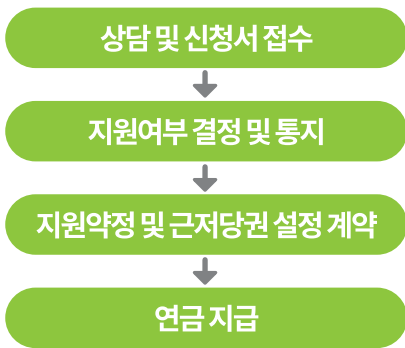 상담 및 신청서 접수
지원여부 결정 및 통지
지원약정 및 근저당권 설정 계약
연금 지급